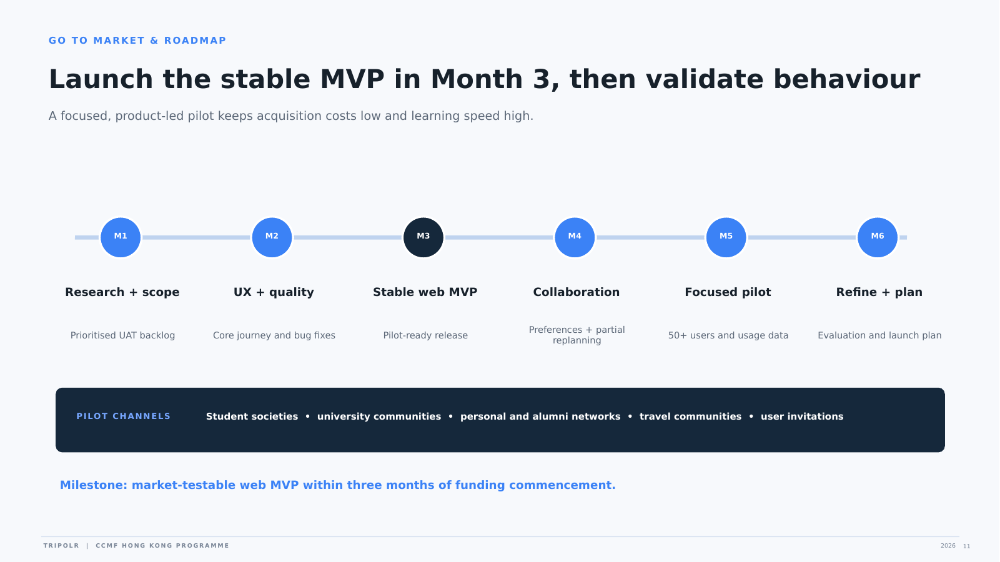 GO TO MARKET & ROADMAP
Launch the stable MVP in Month 3, then validate behaviour
A focused, product-led pilot keeps acquisition costs low and learning speed high.
M1 M2 M3 M4 M5 M6
Research + scope UX + quality Stable web MVP Collaboration Focused pilot Refine + plan
Prioritised UAT backlog Core journey and bug fixes Pilot-ready release Preferences + partial replanning 50+ users and usage data Evaluation and launch plan
PILOT CHANNELS Student societies • university communities • personal and alumni networks • travel communities • user invitations
Milestone: market-testable web MVP within three months of funding commencement.
TRIPOLR | CCMF HONG KONG PROGRAMME 2026 11